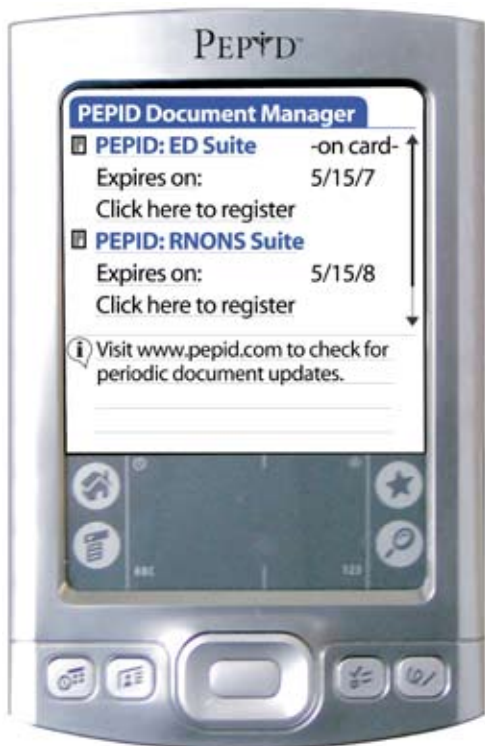 PEPID™
PEPID Document Manager
PEPID: ED Suite -on card-
Expires on: 5/15/7
Click here to register
PEPID: RNONS Suite
Expires on: 5/15/8
Click here to register
i Visit www.pepid.com to check for
periodic document updates.
ABC 123